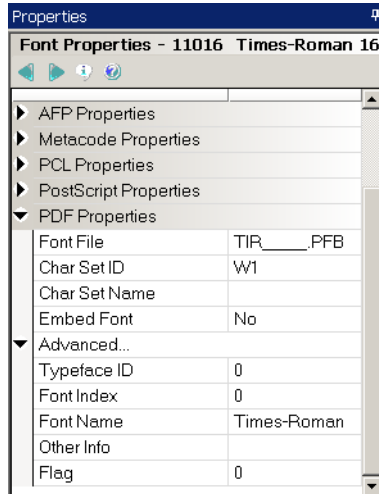 Properties
Font Properties - 11016 Times-Roman 16
AFP Properties
Metacode Properties
PCL Properties
PostScript Properties
PDF Properties
Font File TIR_____.PFB
Char Set ID W1
Char Set Name
Embed Font No
Advanced...
Typeface ID 0
Font Index 0
Font Name Times-Roman
Other Info
Flag 0